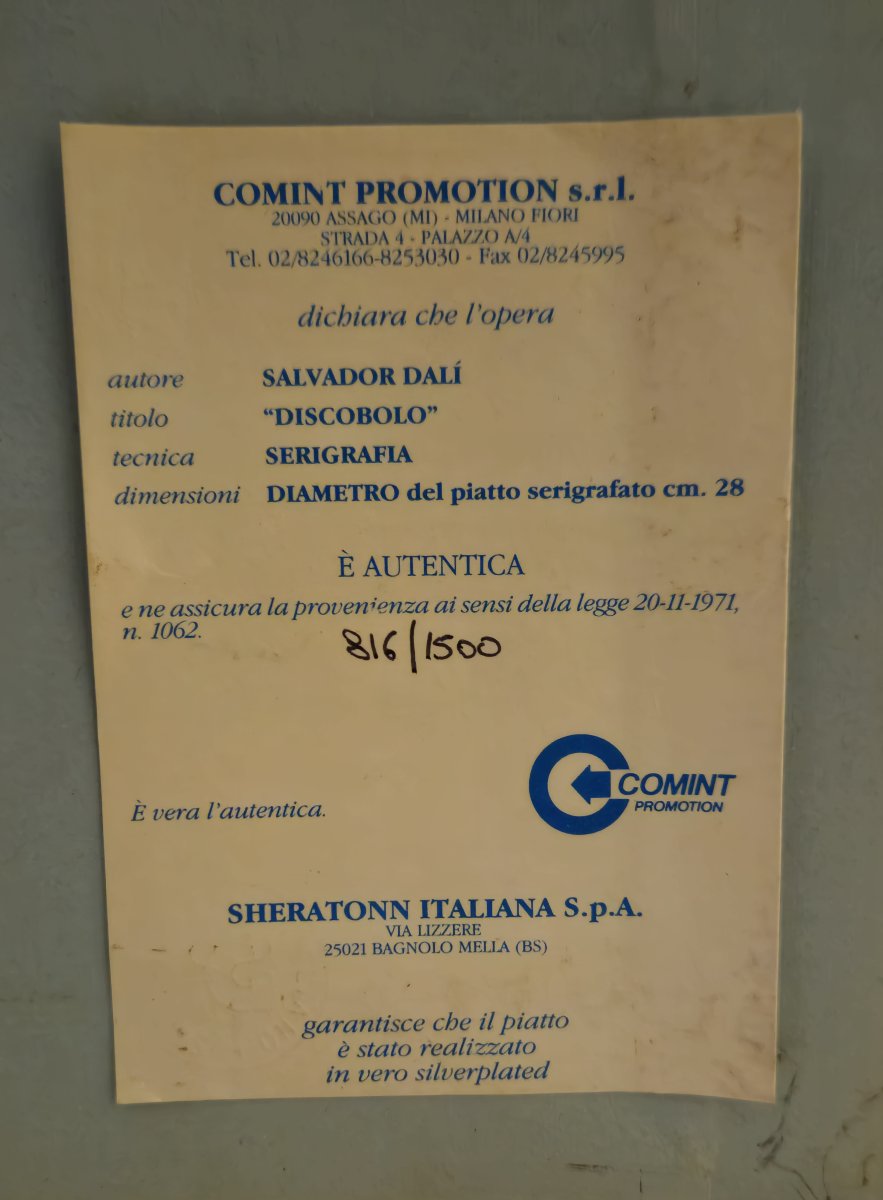 COMINT PROMOTION s.r.l.
20090 ASSAGO (MI) - MILANO FIORI
STRADA 4 - PALAZZO A/4
Tel. 02/8246166-8253030 - Fax 02/8245995
dichiara che l'opera
autore SALVADOR DALÍ
titolo “DISCOBOLO”
tecnica SERIGRAFIA
dimensioni DIAMETRO del piatto serigrafato cm. 28
È AUTENTICA
e ne assicura la provenienza ai sensi della legge 20-11-1971,
n. 1062.
816/1500
COMINT
PROMOTION
È vera l'autentica.
SHERATONN ITALIANA S.p.A.
VIA LIZZERE
25021 BAGNOLO MELLA (BS)
garantisce che il piatto
è stato realizzato
in vero silverplated